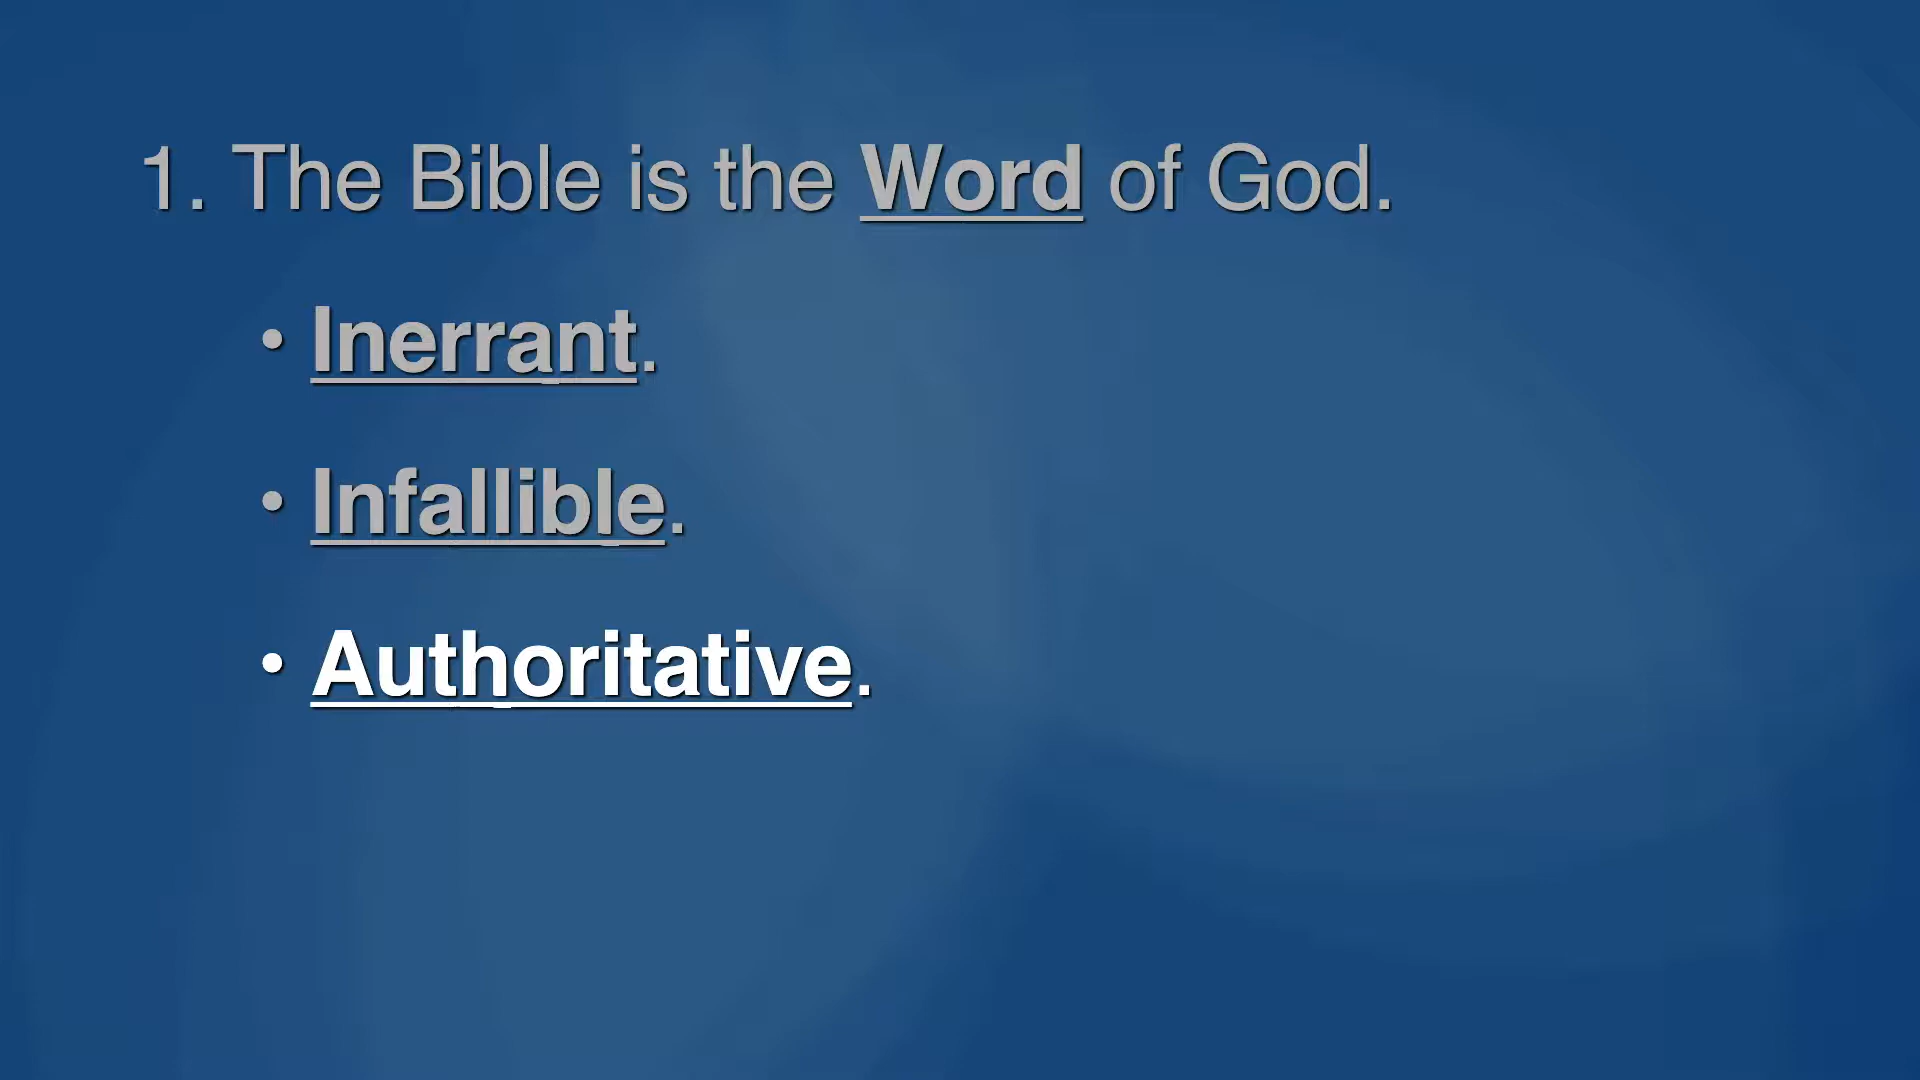 1. The Bible is the Word of God.
• Inerrant.
• Infallible.
• Authoritative.